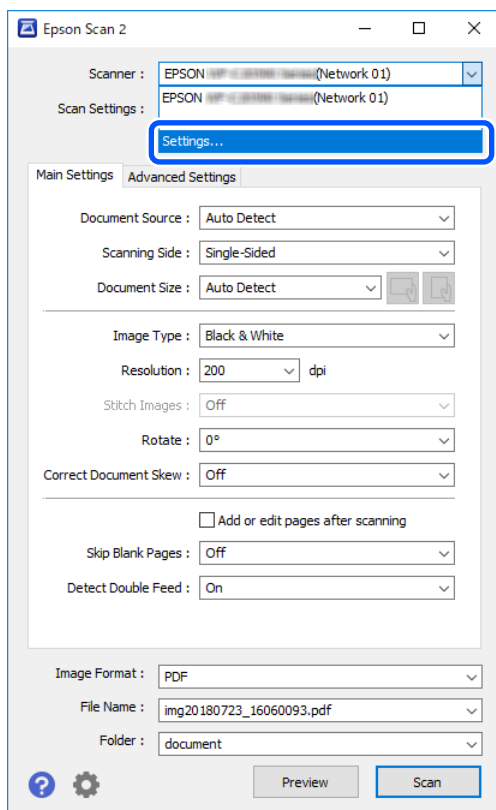 Epson Scan 2
Scanner : EPSON (Network 01)
EPSON (Network 01)
Scan Settings :
Settings...
Main Settings Advanced Settings
Document Source : Auto Detect
Scanning Side : Single-Sided
Document Size : Auto Detect
Image Type : Black & White
Resolution : 200 dpi
Stitch Images : Off
Rotate : 0°
Correct Document Skew : Off
Add or edit pages after scanning
Skip Blank Pages : Off
Detect Double Feed : On
Image Format : PDF
File Name : img20180723_16060093.pdf
Folder : document
Preview Scan